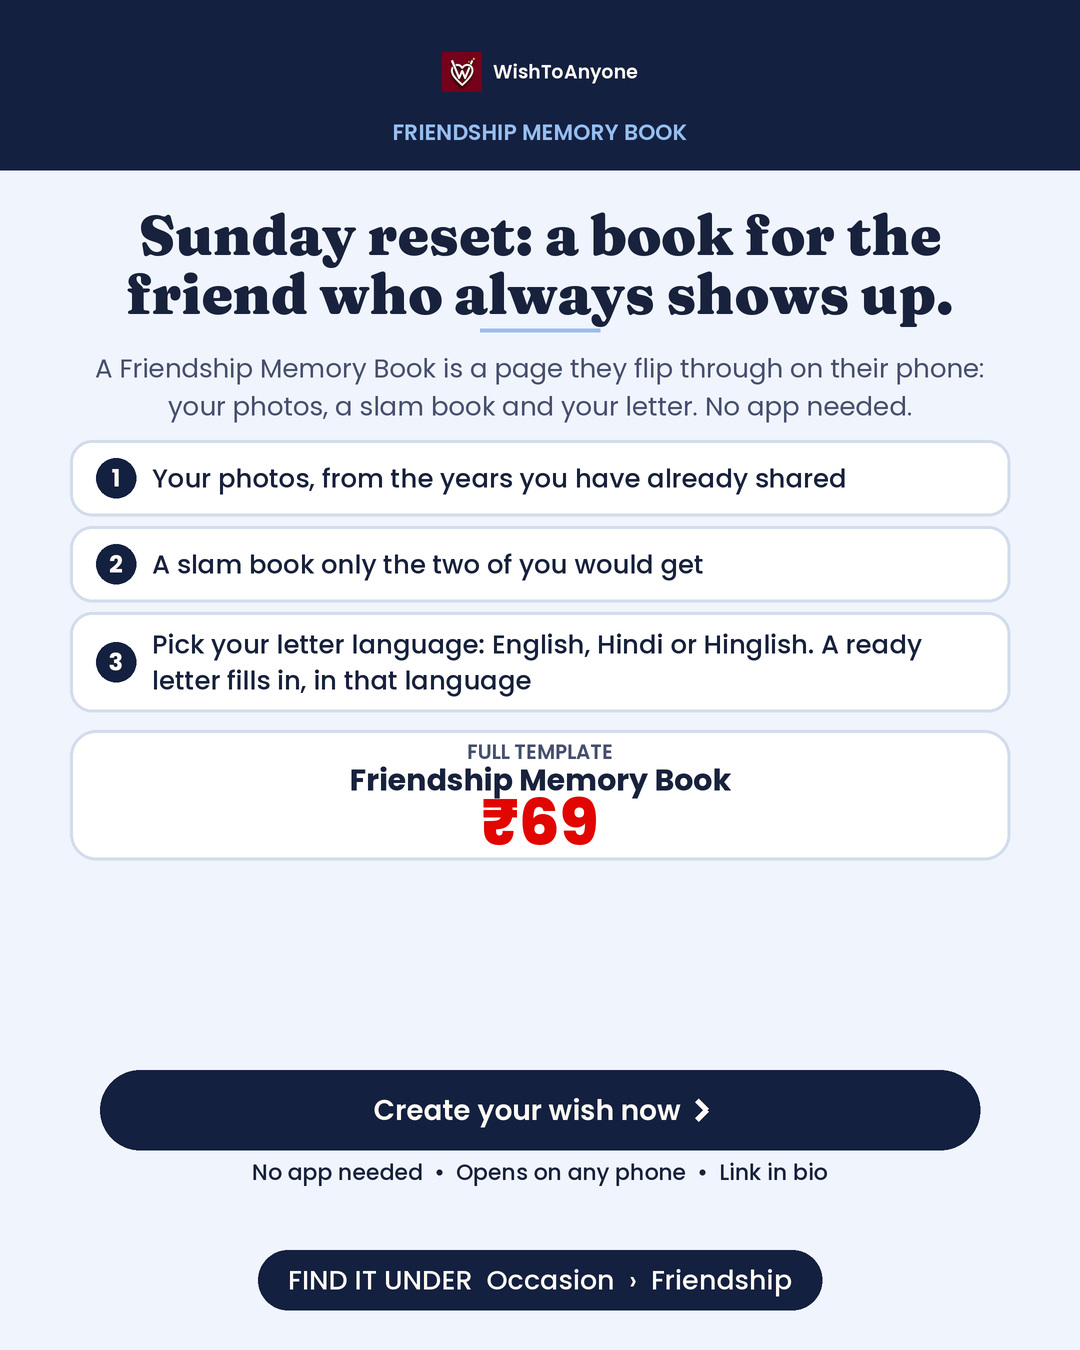 WishToAnyone
FRIENDSHIP MEMORY BOOK
Sunday reset: a book for the
friend who always shows up.
A Friendship Memory Book is a page they flip through on their phone:
your photos, a slam book and your letter. No app needed.
1 Your photos, from the years you have already shared
2 A slam book only the two of you would get
3 Pick your letter language: English, Hindi or Hinglish. A ready
letter fills in, in that language
FULL TEMPLATE
Friendship Memory Book
₹69
Create your wish now ›
No app needed • Opens on any phone • Link in bio
FIND IT UNDER Occasion › Friendship